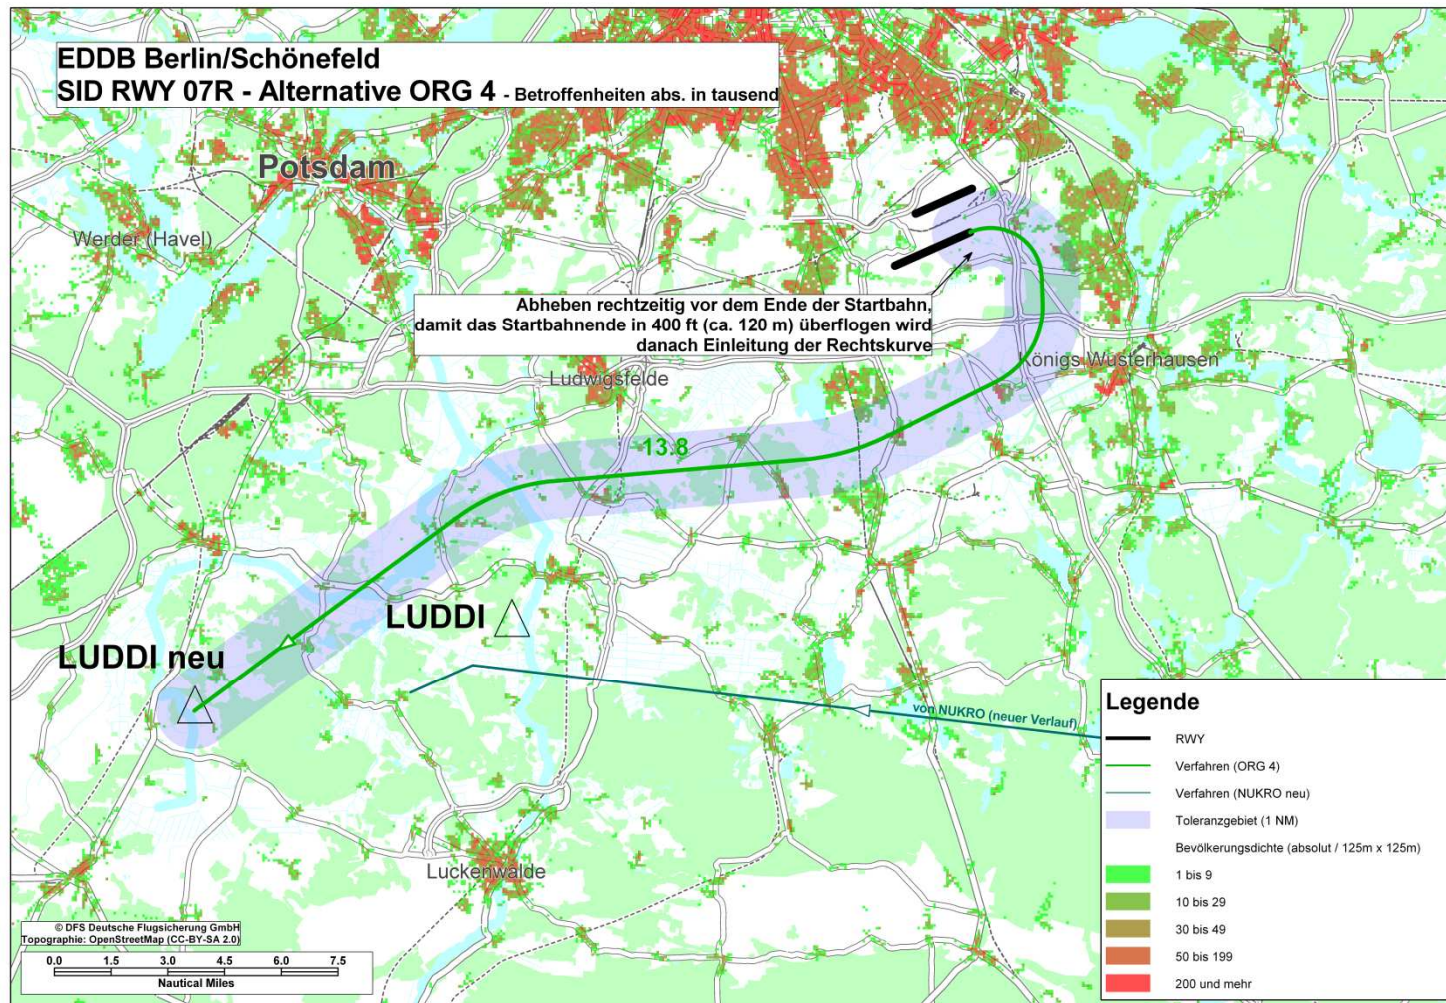 EDDB Berlin/Schönefeld
SID RWY 07R - Alternative ORG 4 - Betroffenheiten abs. in tausend
Potsdam
Werder (Havel)
Abheben rechtzeitig vor dem Ende der Startbahn,
damit das Startbahnende in 400 ft (ca. 120 m) überflogen wird
danach Einleitung der Rechtskurve
Königs Wusterhausen
Ludwigsfelde
13.8
LUDDI
LUDDI neu
von NUKRO (neuer Verlauf)
Luckenwalde
Legende
RWY
Verfahren (ORG 4)
Verfahren (NUKRO neu)
Toleranzgebiet (1 NM)
Bevölkerungsdichte (absolut / 125m x 125m)
1 bis 9
10 bis 29
30 bis 49
50 bis 199
200 und mehr
© DFS Deutsche Flugsicherung GmbH
Topographie: OpenStreetMap (CC-BY-SA 2.0)
0.0 1.5 3.0 4.5 6.0 7.5
Nautical Miles